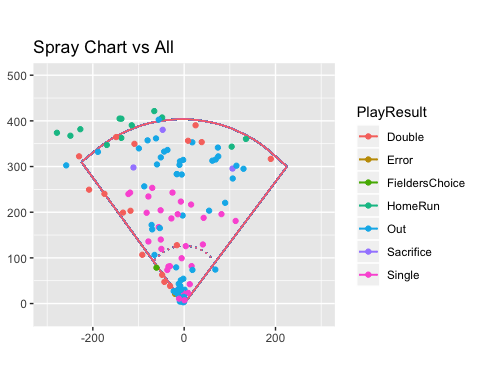 Spray Chart vs All
500
400
300
200
100
0
-200
0
200
PlayResult
Double
Error
FieldersChoice
HomeRun
Out
Sacrifice
Single